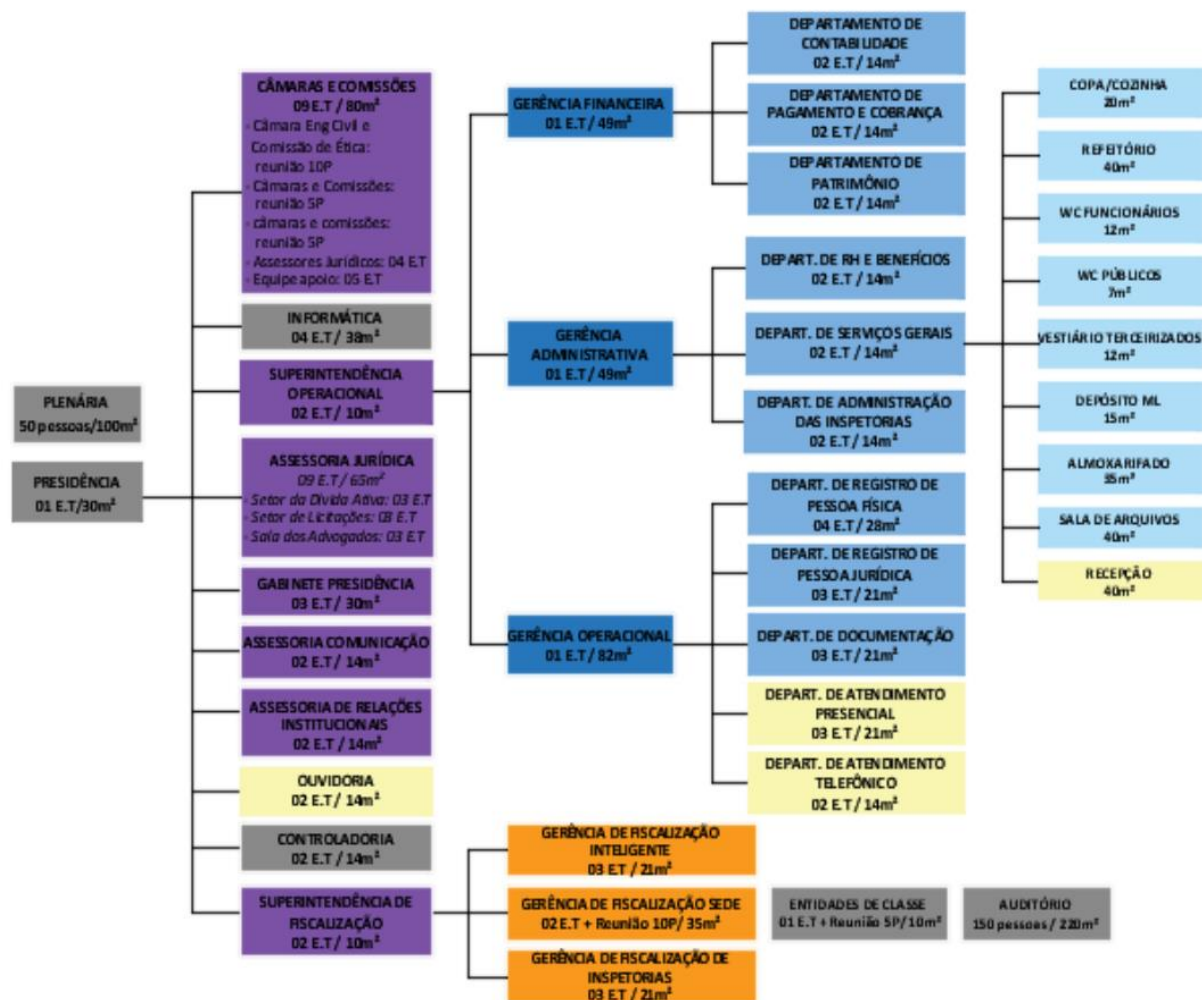 PLENÁRIA
50 pessoas/100m²
PRESIDÊNCIA
01 E.T/30m²
CÂMARAS E COMISSÕES
09 E.T / 80m²
- Câmara Eng Civil e
Comissão de Ética:
reunião 10P
- Câmaras e Comissões:
reunião 5P
- câmaras e comissões:
reunião 5P
- Assessores Jurídicos: 04 E.T
- Equipe apoio: 05 E.T
INFORMÁTICA
04 E.T / 38m²
SUPERINTENDÊNCIA
OPERACIONAL
02 E.T / 10m²
ASSESSORIA JURÍDICA
09 E.T / 65m²
- Setor da Dívida Ativa: 03 E.T
- Setor de Licitações: 03 E.T
- Sala dos Advogados: 03 E.T
GABINETE PRESIDÊNCIA
03 E.T / 30m²
ASSESSORIA COMUNICAÇÃO
02 E.T / 14m²
ASSESSORIA DE RELAÇÕES
INSTITUCIONAIS
02 E.T / 14m²
OUVIDORIA
02 E.T / 14m²
CONTROLADORIA
02 E.T / 14m²
SUPERINTENDÊNCIA DE
FISCALIZAÇÃO
02 E.T / 10m²
GERÊNCIA FINANCEIRA
01 E.T / 49m²
GERÊNCIA
ADMINISTRATIVA
01 E.T / 49m²
GERÊNCIA OPERACIONAL
01 E.T / 82m²
GERÊNCIA DE FISCALIZAÇÃO
INTELIGENTE
03 E.T / 21m²
GERÊNCIA DE FISCALIZAÇÃO SEDE
02 E.T + Reunião 10P/ 35m²
GERÊNCIA DE FISCALIZAÇÃO DE
INSPETORIAS
03 E.T / 21m²
DEPARTAMENTO DE
CONTABILIDADE
02 E.T / 14m²
DEPARTAMENTO DE
PAGAMENTO E COBRANÇA
02 E.T / 14m²
DEPARTAMENTO DE
PATRIMÔNIO
02 E.T / 14m²
DEPART. DE RH E BENEFÍCIOS
02 E.T / 14m²
DEPART. DE SERVIÇOS GERAIS
02 E.T / 14m²
DEPART. DE ADMINISTRAÇÃO
DAS INSPETORIAS
02 E.T / 14m²
DEPART. DE REGISTRO DE
PESSOA FÍSICA
04 E.T / 28m²
DEPART. DE REGISTRO DE
PESSOA JURÍDICA
03 E.T / 21m²
DEPART. DE DOCUMENTAÇÃO
03 E.T / 21m²
DEPART. DE ATENDIMENTO
PRESENCIAL
03 E.T / 21m²
DEPART. DE ATENDIMENTO
TELEFÔNICO
02 E.T / 14m²
ENTIDADES DE CLASSE
01 E.T + Reunião 5P/10m²
AUDITÓRIO
150 pessoas / 220m²
COPA/COZINHA
20m²
REFEITÓRIO
40m²
WC FUNCIONÁRIOS
12m²
WC PÚBLICOS
7m²
VESTIÁRIO TERCEIRIZADOS
12m²
DEPÓSITO ML
15m²
ALMOXARIFADO
35m²
SALA DE ARQUIVOS
40m²
RECEPÇÃO
40m²